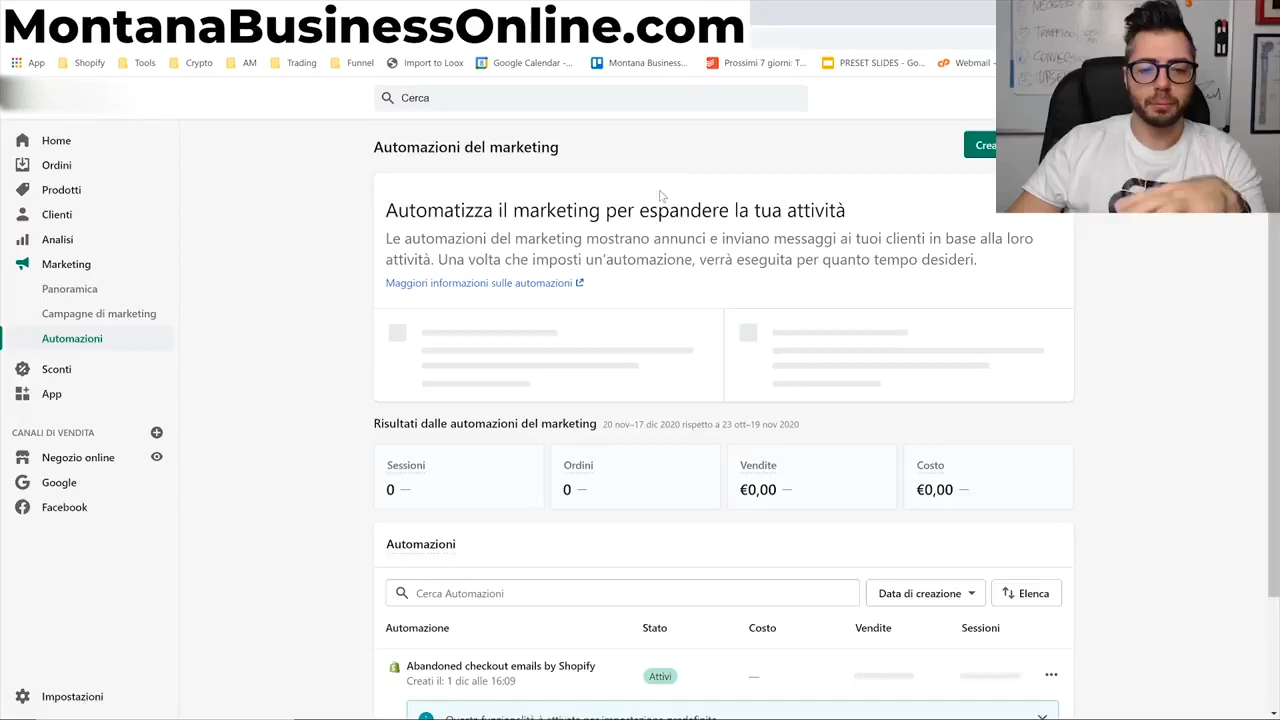 MontanaBusinessOnline.com
App
Shopify
Tools
Crypto
AM
Trading
Funnel
Import to Loox
Google Calendar -...
Montana Business...
Prossimi 7 giorni: T...
PRESET SLIDES - Go...
Webmail
Cerca
Home
Ordini
Prodotti
Clienti
Analisi
Marketing
Panoramica
Campagne di marketing
Automazioni
Sconti
App
CANALI DI VENDITA
Negozio online
Google
Facebook
Impostazioni
Automazioni del marketing
Automatizza il marketing per espandere la tua attività
Le automazioni del marketing mostrano annunci e inviano messaggi ai tuoi clienti in base alla loro
attività. Una volta che imposti un'automazione, verrà eseguita per quanto tempo desideri.
Maggiori informazioni sulle automazioni
Risultati dalle automazioni del marketing 20 nov–17 dic 2020 rispetto a 23 ott–19 nov 2020
Sessioni
0 —
Ordini
0 —
Vendite
€0,00 —
Costo
€0,00 —
Automazioni
Cerca Automazioni
Data di creazione
Elenca
Automazione Stato Costo Vendite Sessioni
Abandoned checkout emails by Shopify
Creati il: 1 dic alle 16:09
Attivi
—